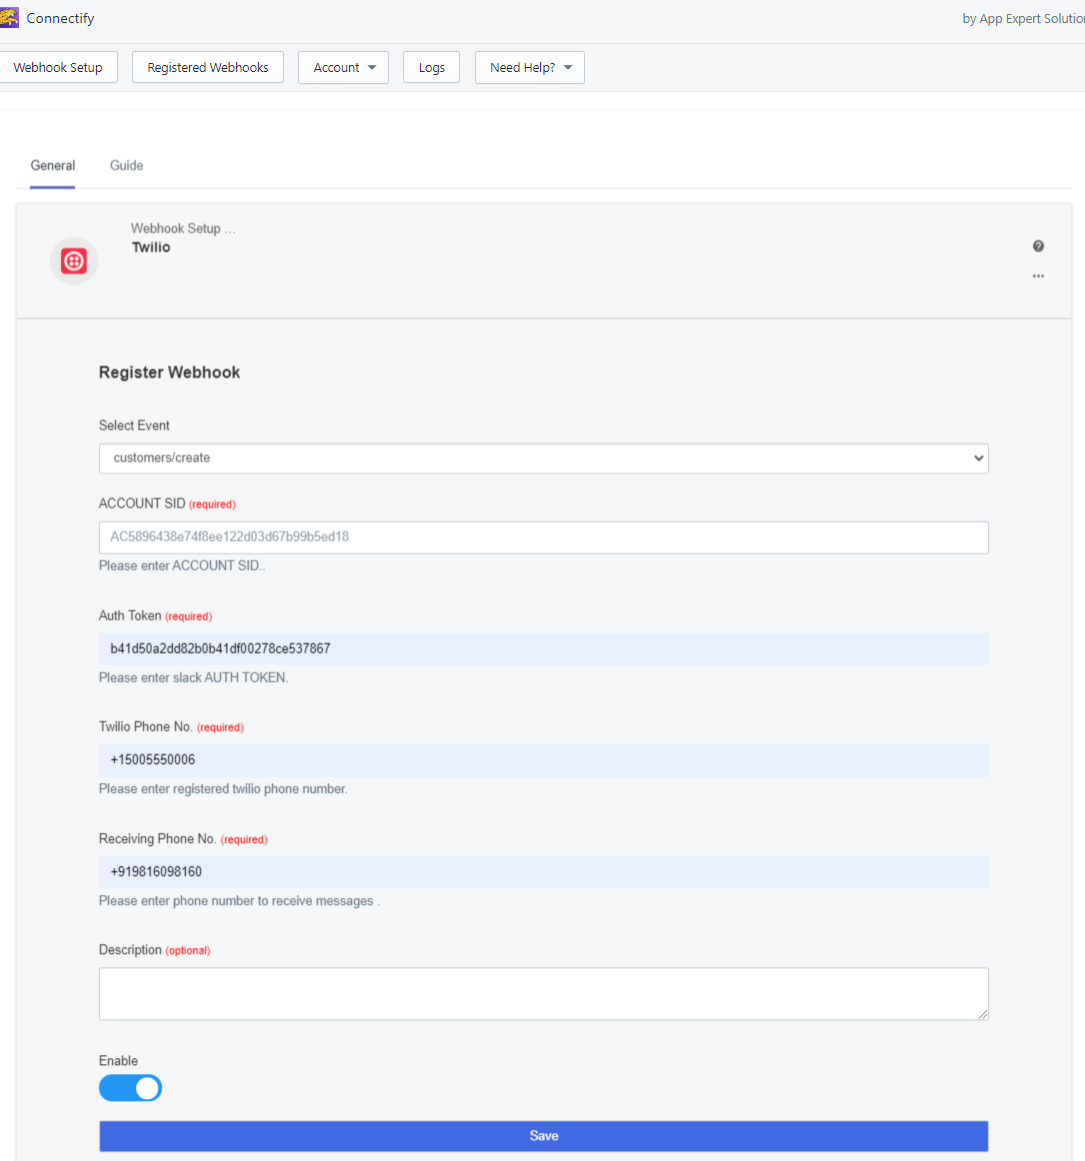 Connectify
by App Expert Solution
Webhook Setup
Registered Webhooks
Account
Logs
Need Help?
General
Guide
Webhook Setup ...
Twilio
Register Webhook
Select Event
customers/create
ACCOUNT SID (required)
AC5896438e74f8ee122d03d67b99b5ed18
Please enter ACCOUNT SID..
Auth Token (required)
b41d50a2dd82b0b41df00278ce537867
Please enter slack AUTH TOKEN.
Twilio Phone No. (required)
+15005550006
Please enter registered twilio phone number.
Receiving Phone No. (required)
+919816098160
Please enter phone number to receive messages .
Description (optional)
Enable
Save